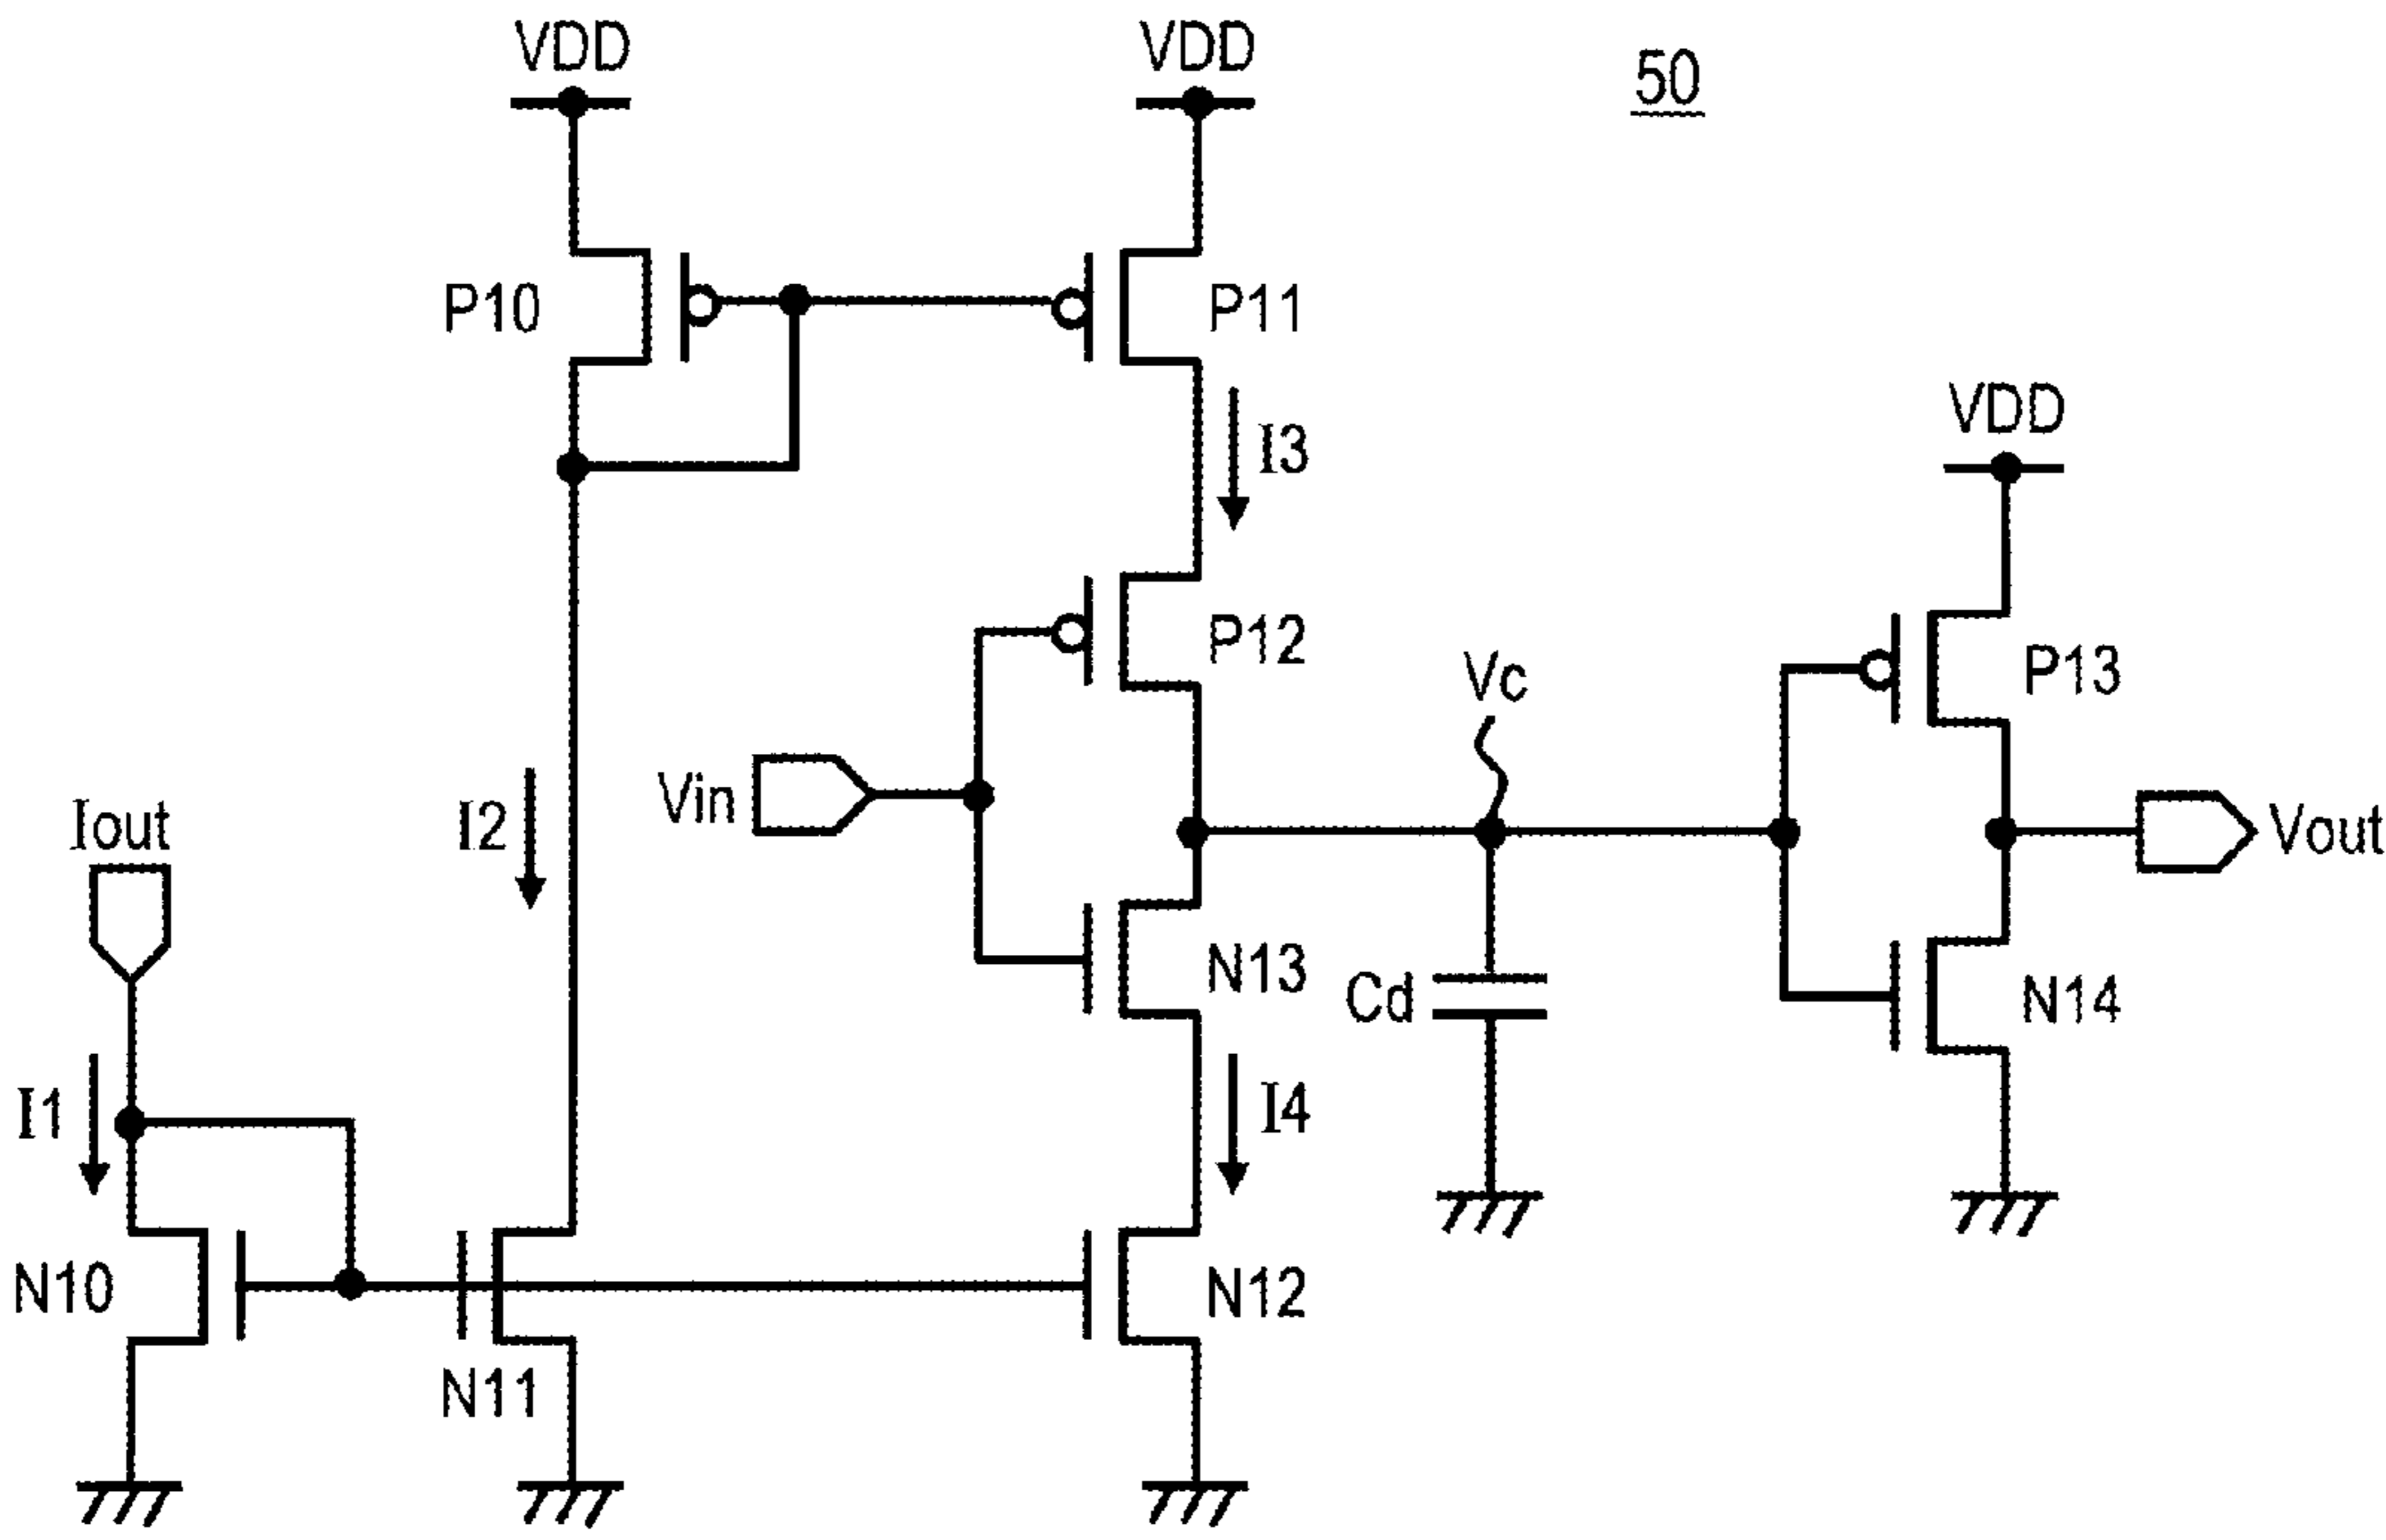 VDD
VDD
50
P10
P11
I3
VDD
P12
Vc
P13
Vin
I2
Iout
Vout
N13
Cd
N14
I1
I4
N10
N12
N11